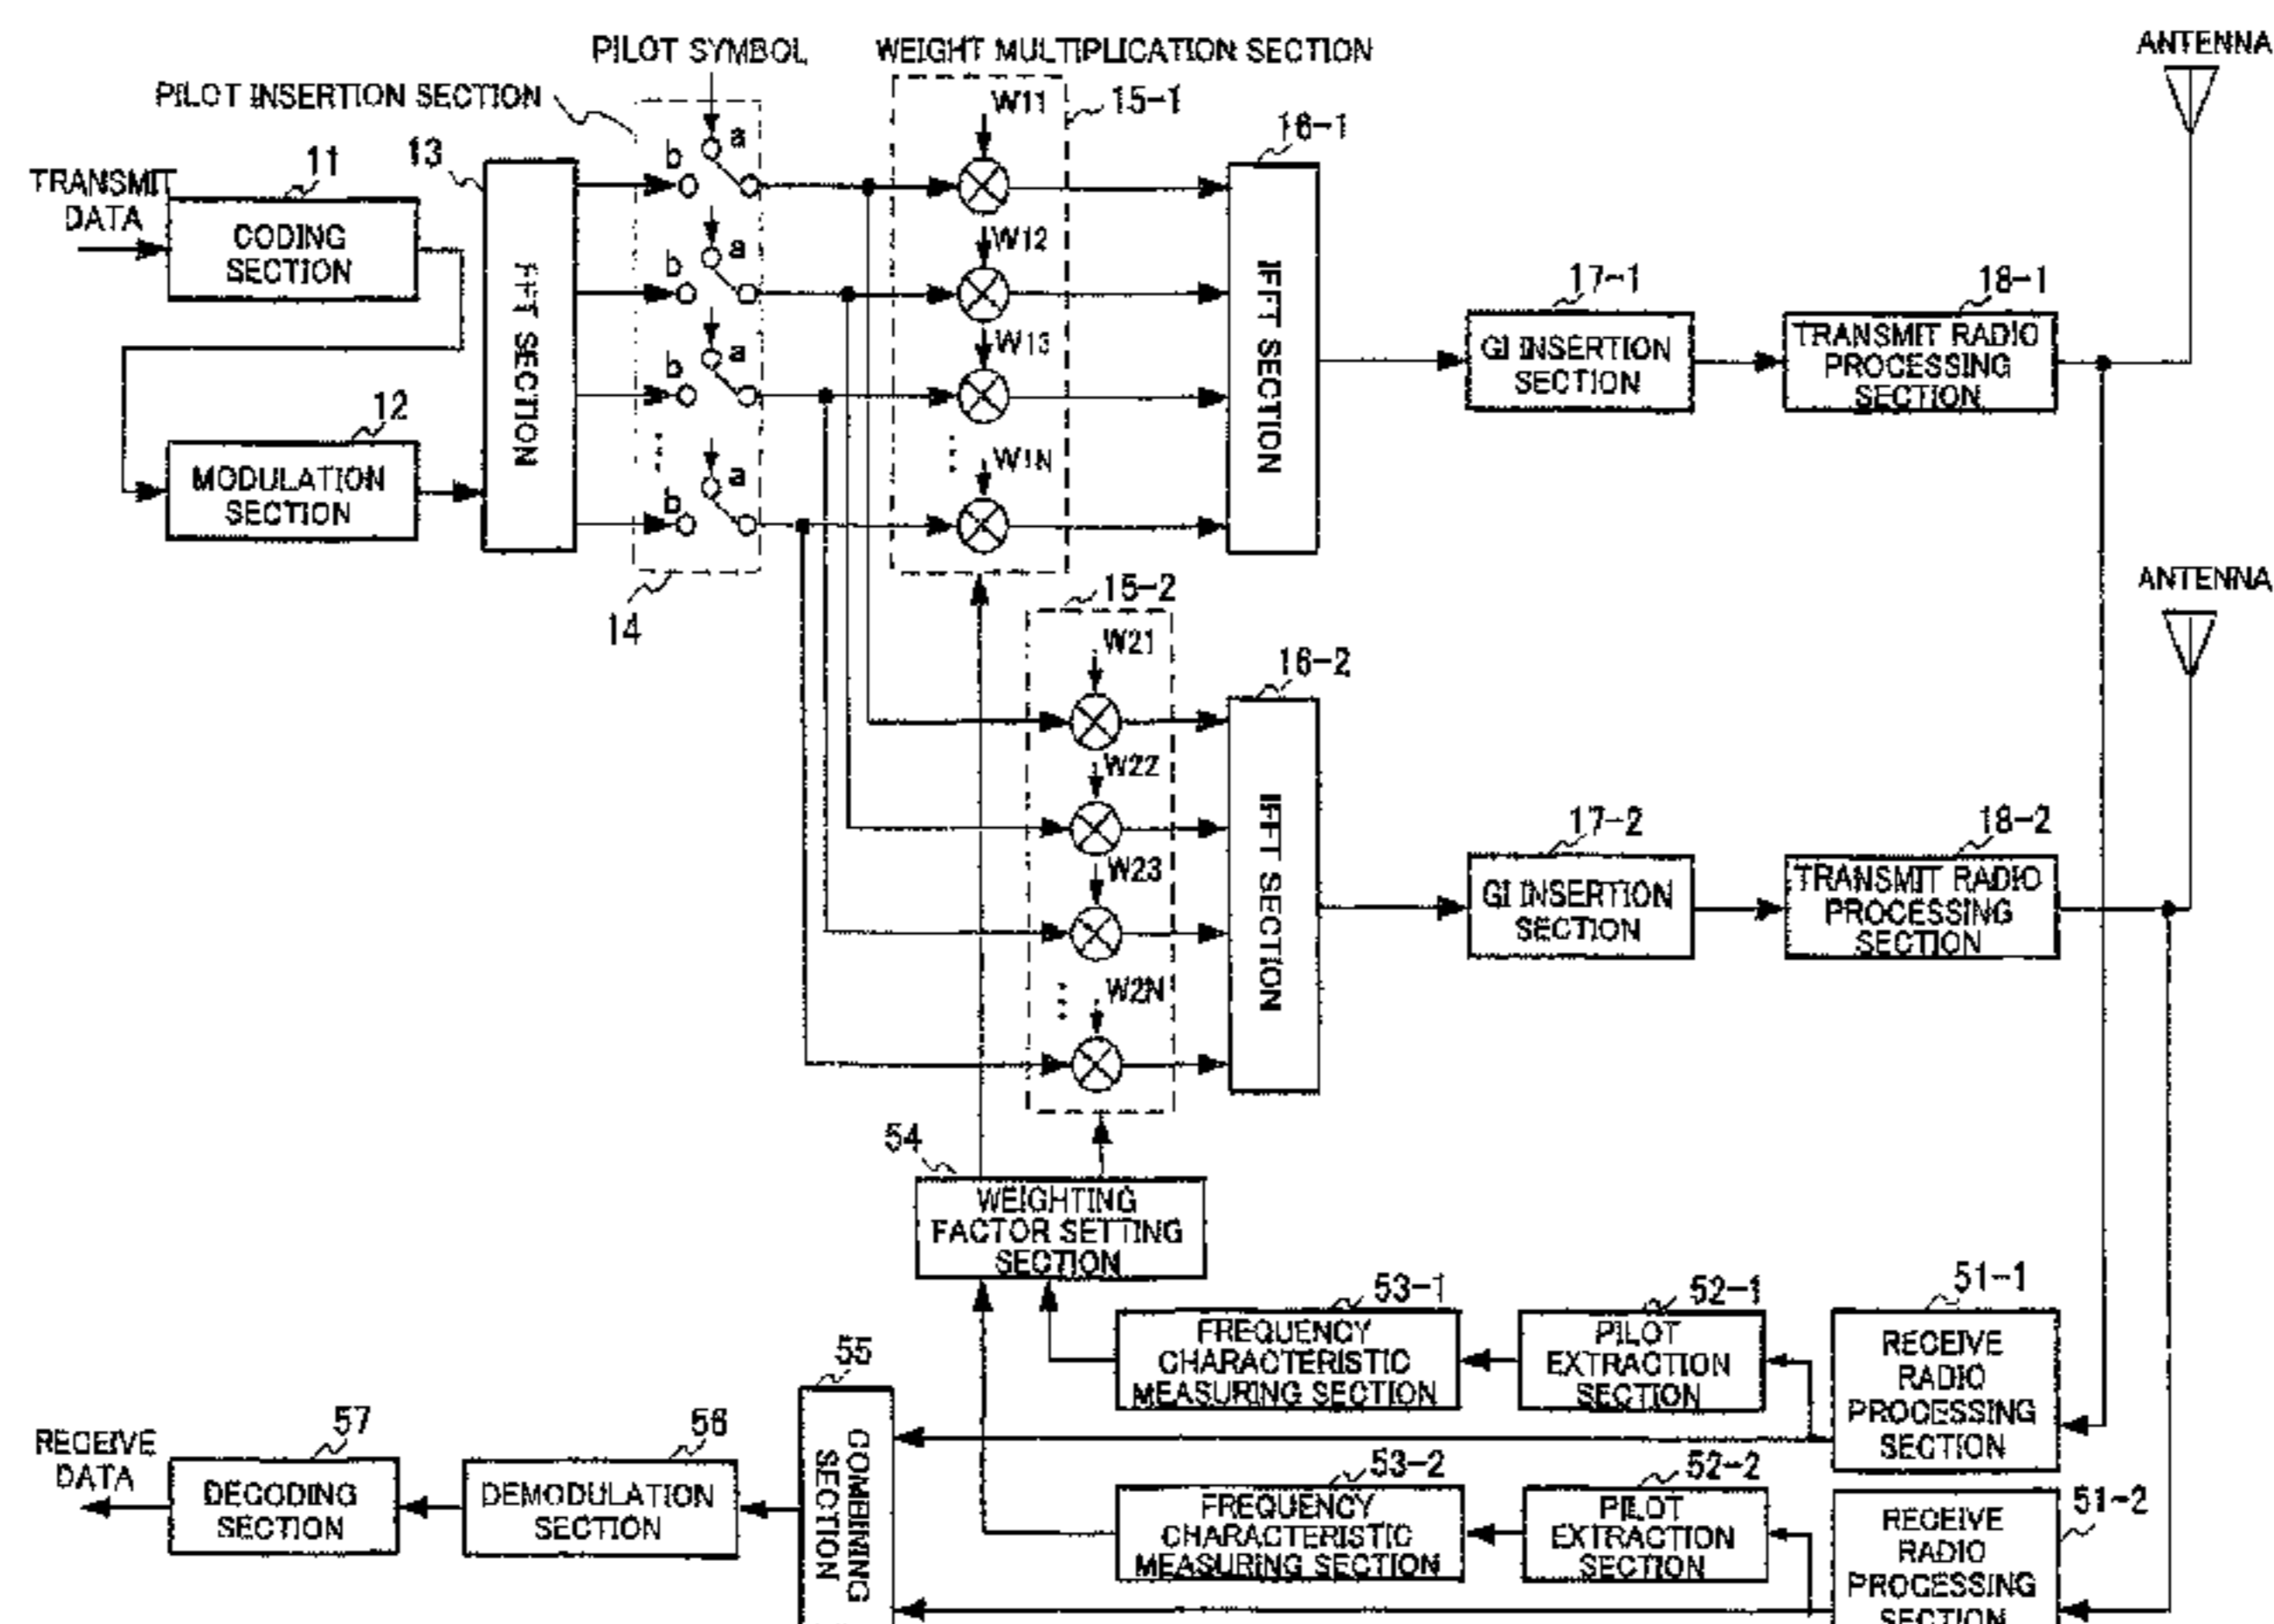 PILOT SYMBOL
WEIGHT MULTIPLICATION SECTION
ANTENNA
PILOT INSERTION SECTION
W11
15-1
16-1
a
b
13
11
TRANSMIT
DATA
CODING
SECTION
FFT SECTION
W12
a
b
IFFT SECTION
17-1
18-1
GI INSERTION
SECTION
TRANSMIT RADIO
PROCESSING
SECTION
W13
a
b
12
MODULATION
SECTION
W1N
a
b
14
15-2
ANTENNA
W21
16-2
W22
IFFT SECTION
17-2
18-2
W23
GI INSERTION
SECTION
TRANSMIT RADIO
PROCESSING
SECTION
W2N
54
WEIGHTING
FACTOR SETTING
SECTION
53-1
52-1
51-1
FREQUENCY
CHARACTERISTIC
MEASURING SECTION
PILOT
EXTRACTION
SECTION
RECEIVE
RADIO
PROCESSING
SECTION
55
57
56
RECEIVE
DATA
DECODING
SECTION
DEMODULATION
SECTION
COMBINING
SECTION
53-2
52-2
51-2
FREQUENCY
CHARACTERISTIC
MEASURING SECTION
PILOT
EXTRACTION
SECTION
RECEIVE
RADIO
PROCESSING
SECTION